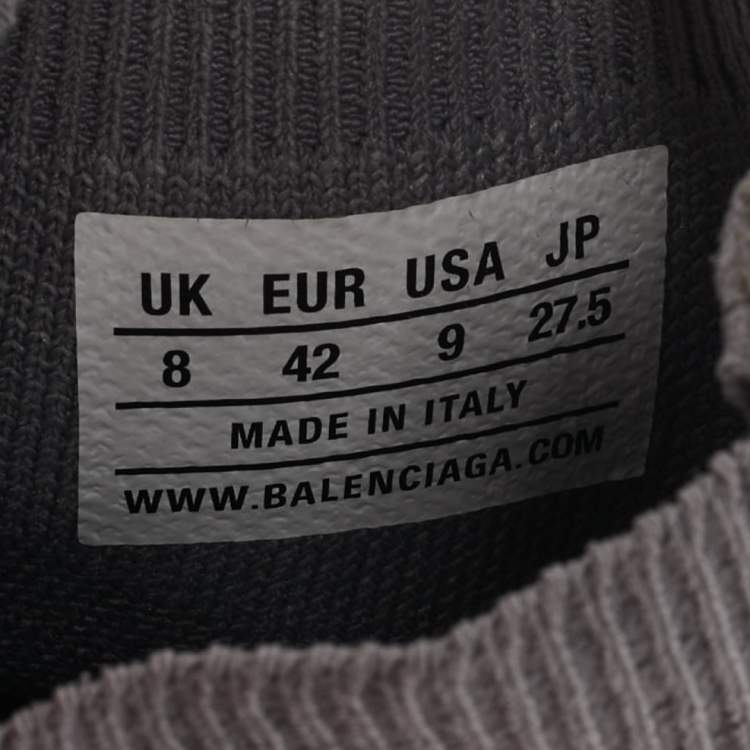 UK EUR USA JP
8 42 9 27.5
MADE IN ITALY
WWW.BALENCIAGA.COM